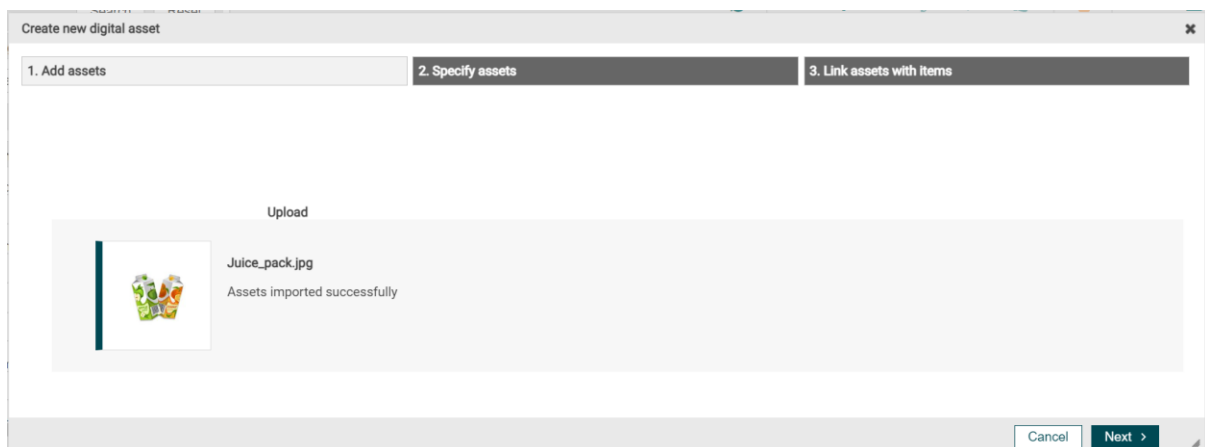 Create new digital asset
1. Add assets
2. Specify assets
3. Link assets with items
Upload
Juice_pack.jpg
Assets imported successfully
Cancel
Next >